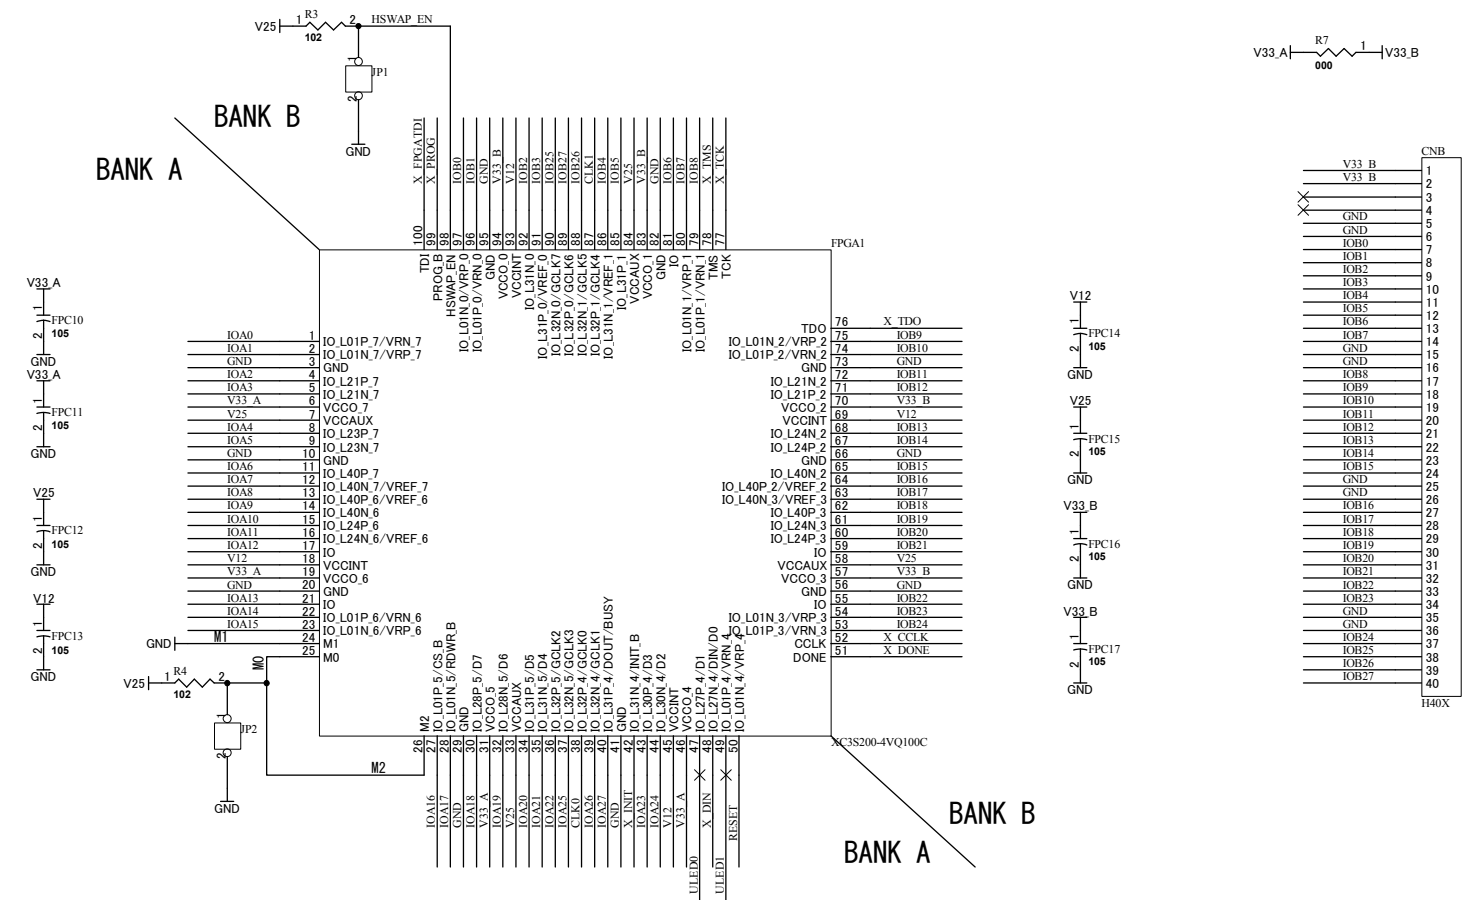 R3
V25 1 2 HSWAP_EN
102
1
JP1
2
GND
R7
V33_A 1 V33_B
000
BANK B
BANK A
X_FPGATDI
X_PROG
IOB0
IOB1
GND
V33_B
V12
IOB2
IOB3
IOB25
IOB27
IOB26
CLK1
IOB4
IOB5
V25
V33_B
GND
IOB6
IOB7
IOB8
X_TMS
X_TCK
100 99 98 97 96 95 94 93 92 91 90 89 88 87 86 85 84 83 82 81 80 79 78 77
FPGA1
TDI
PROG_B
HSWAP_EN
IO_L01N_0/VRP_0
IO_L01P_0/VRN_0
GND
VCCO_0
VCCINT
IO_L31N_0
IO_L31P_0/VREF_0
IO_L32N_0/GCLK7
IO_L32P_0/GCLK6
IO_L32N_1/GCLK5
IO_L32P_1/GCLK4
IO_L31N_1/VREF_1
IO_L31P_1
VCCAUX
VCCO_1
GND
IO
IO_L01N_1/VRP_1
IO_L01P_1/VRN_1
TMS
TCK
IOA0 1 IO_L01P_7/VRN_7
IOA1 2 IO_L01N_7/VRP_7
GND 3 GND
IOA2 4 IO_L21P_7
IOA3 5 IO_L21N_7
V33_A 6 VCCO_7
V25 7 VCCAUX
IOA4 8 IO_L23P_7
IOA5 9 IO_L23N_7
GND 10 GND
IOA6 11 IO_L40P_7
IOA7 12 IO_L40N_7/VREF_7
IOA8 13 IO_L40P_6/VREF_6
IOA9 14 IO_L40N_6
IOA10 15 IO_L24P_6
IOA11 16 IO_L24N_6/VREF_6
IOA12 17 IO
V12 18 VCCINT
V33_A 19 VCCO_6
GND 20 GND
IOA13 21 IO
IOA14 22 IO_L01P_6/VRN_6
IOA15 23 IO_L01N_6/VRP_6
GND M1 24 M1
M0 25 M0
TDO 76 X_TDO
IO_L01N_2/VRP_2 75 IOB9
IO_L01P_2/VRN_2 74 IOB10
GND 73 GND
IO_L21N_2 72 IOB11
IO_L21P_2 71 IOB12
VCCO_2 70 V33_B
VCCINT 69 V12
IO_L24N_2 68 IOB13
IO_L24P_2 67 IOB14
GND 66 GND
IO_L40N_2 65 IOB15
IO_L40P_2/VREF_2 64 IOB16
IO_L40N_3/VREF_3 63 IOB17
IO_L40P_3 62 IOB18
IO_L24N_3 61 IOB19
IO_L24P_3 60 IOB20
IO 59 IOB21
VCCAUX 58 V25
VCCO_3 57 V33_B
GND 56 GND
IO 55 IOB22
IO_L01N_3/VRP_3 54 IOB23
IO_L01P_3/VRN_3 53 IOB24
CCLK 52 X_CCLK
DONE 51 X_DONE
M2
IO_L01P_5/CS_B
IO_L01N_5/RDWR_B
GND
IO_L28P_5/D7
VCCO_5
IO_L28N_5/D6
VCCAUX
IO_L31P_5/D5
IO_L31N_5/D4
IO_L32P_5/GCLK2
IO_L32N_5/GCLK3
IO_L32P_4/GCLK0
IO_L32N_4/GCLK1
IO_L31P_4/DOUT/BUSY
GND
IO_L31N_4/INIT_B
IO_L30P_4/D3
IO_L30N_4/D2
VCCINT
VCCO_4
IO_L27P_4/D1
IO_L27N_4/DIN/D0
IO_L01P_4/VRN_4
IO_L01N_4/VRP_4
26 27 28 29 30 31 32 33 34 35 36 37 38 39 40 41 42 43 44 45 46 47 48 49 50
XC3S200-4VQ100C
M2
IOA16
IOA17
GND
IOA18
V33_A
IOA19
V25
IOA20
IOA21
IOA22
IOA25
CLK0
IOA26
IOA27
GND
X_INIT
IOA23
IOA24
V12
V33_A
ULED0
X_DIN
ULED1
RESET
R4
V25 1 2
102
1
JP2
2
GND
BANK B
BANK A
V33_A
1
FPC10
2 105
GND
V33_A
1
FPC11
2 105
GND
V25
1
FPC12
2 105
GND
V12
1
FPC13
2 105
GND
V12
1
FPC14
2 105
GND
V25
1
FPC15
2 105
GND
V33_B
1
FPC16
2 105
GND
V33_B
1
FPC17
2 105
GND
CNB
V33_B 1
V33_B 2
3
4
GND 5
GND 6
IOB0 7
IOB1 8
IOB2 9
IOB3 10
IOB4 11
IOB5 12
IOB6 13
IOB7 14
GND 15
GND 16
IOB8 17
IOB9 18
IOB10 19
IOB11 20
IOB12 21
IOB13 22
IOB14 23
IOB15 24
GND 25
GND 26
IOB16 27
IOB17 28
IOB18 29
IOB19 30
IOB20 31
IOB21 32
IOB22 33
IOB23 34
GND 35
GND 36
IOB24 37
IOB25 38
IOB26 39
IOB27 40
H40X